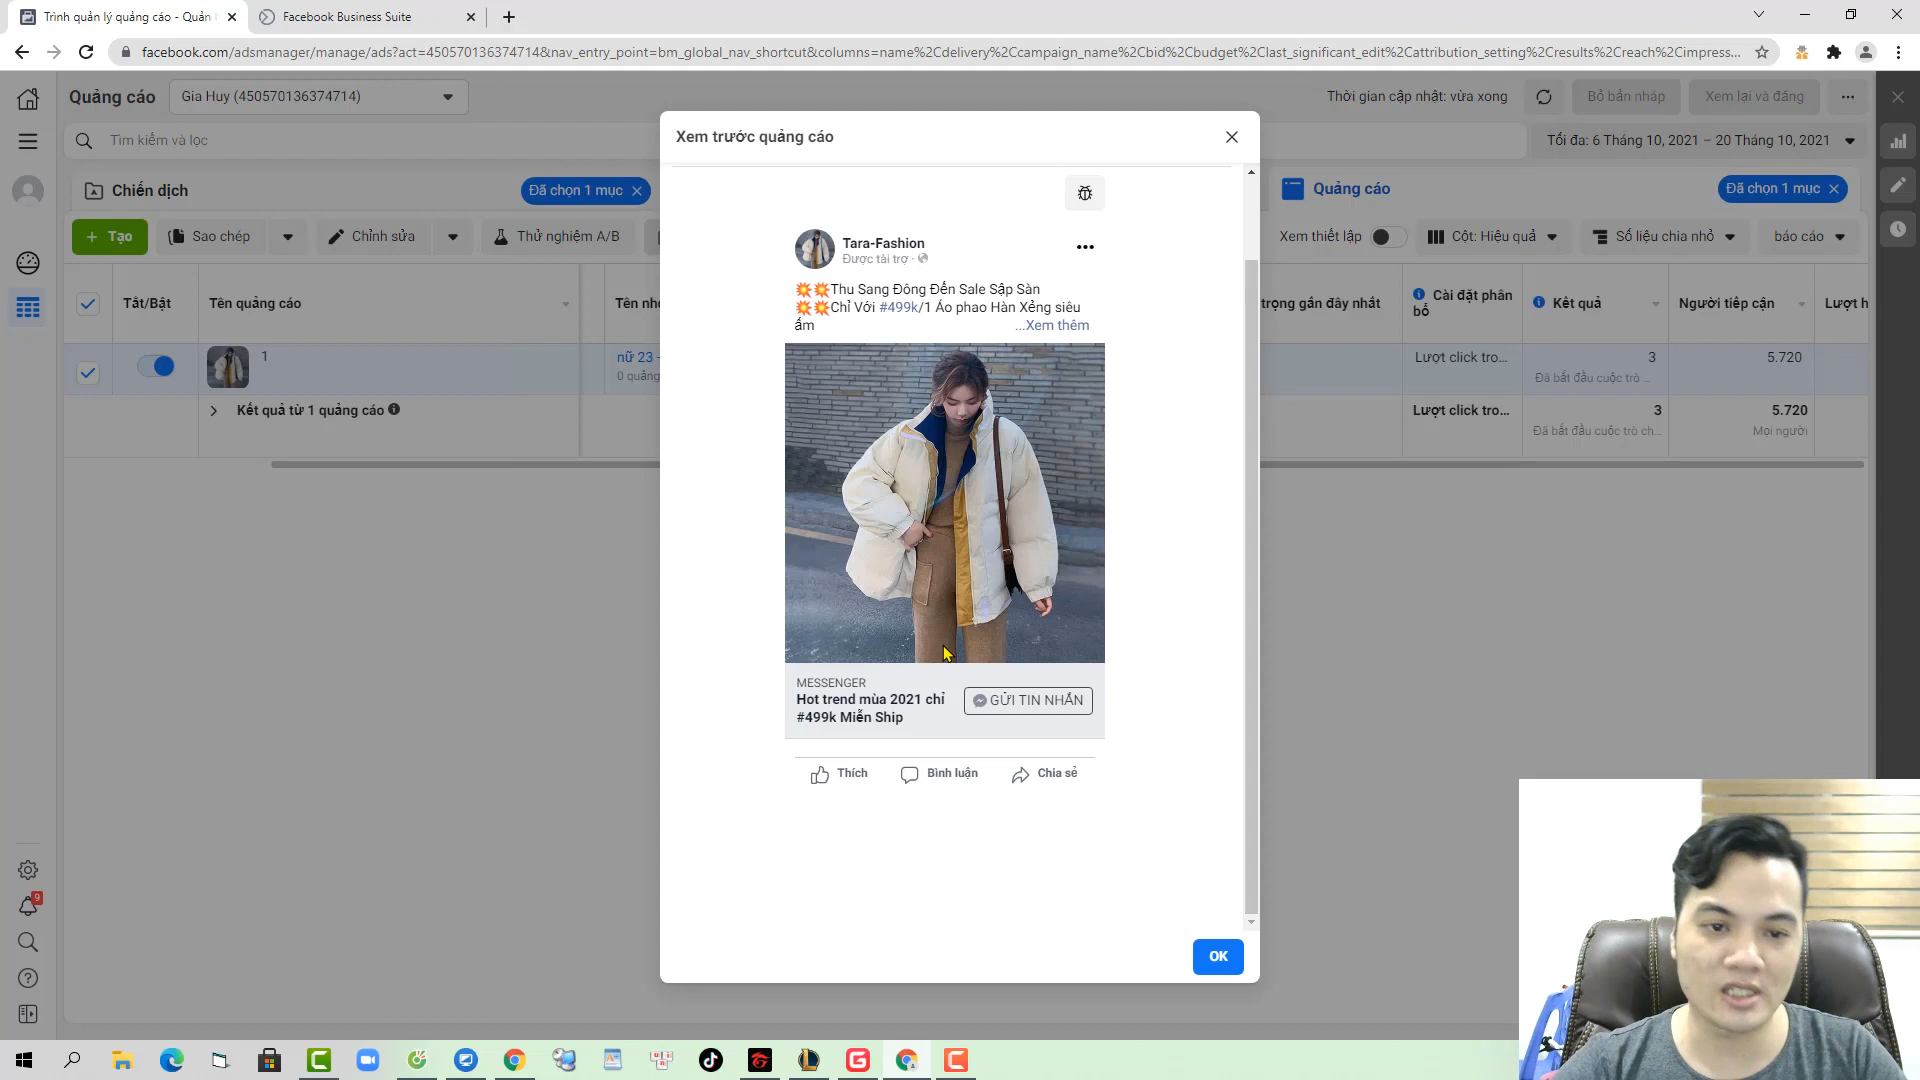 Trình quản lý quảng cáo - Quản
Facebook Business Suite
facebook.com/adsmanager/manage/ads?act=450570136374714&nav_entry_point=bm_global_nav_shortcut&columns=name%2Cdelivery%2Ccampaign_name%2Cbid%2Cbudget%2Clast_significant_edit%2Cattribution_setting%2Cresults%2Creach%2Cimpress...
Quảng cáo
Gia Huy (450570136374714)
Thời gian cập nhật: vừa xong
Bỏ bản nháp
Xem lại và đăng
Tìm kiếm và lọc
Tối đa: 6 Tháng 10, 2021 – 20 Tháng 10, 2021
Chiến dịch
Đã chọn 1 mục
Quảng cáo
Đã chọn 1 mục
+ Tạo
Sao chép
Chỉnh sửa
Thử nghiệm A/B
Xem thiết lập
Cột: Hiệu quả
Số liệu chia nhỏ
báo cáo
Tắt/Bật
Tên quảng cáo
Tên nh
trọng gần đây nhất
Cài đặt phân bổ
Kết quả
Người tiếp cận
Lượt h
1
nữ 23 -
0 quảng
Lượt click tro...
3
Đã bắt đầu cuộc trò ...
5.720
Kết quả từ 1 quảng cáo
Lượt click tro...
3
Đã bắt đầu cuộc trò ch...
5.720
Mọi người
Xem trước quảng cáo
Tara-Fashion
Được tài trợ ·
💥💥Thu Sang Đông Đến Sale Sập Sàn
💥💥Chỉ Với #499k/1 Áo phao Hàn Xẻng siêu
ấm
...Xem thêm
MESSENGER
Hot trend mùa 2021 chỉ
#499k Miễn Ship
GỬI TIN NHẮN
Thích
Bình luận
Chia sẻ
OK
9